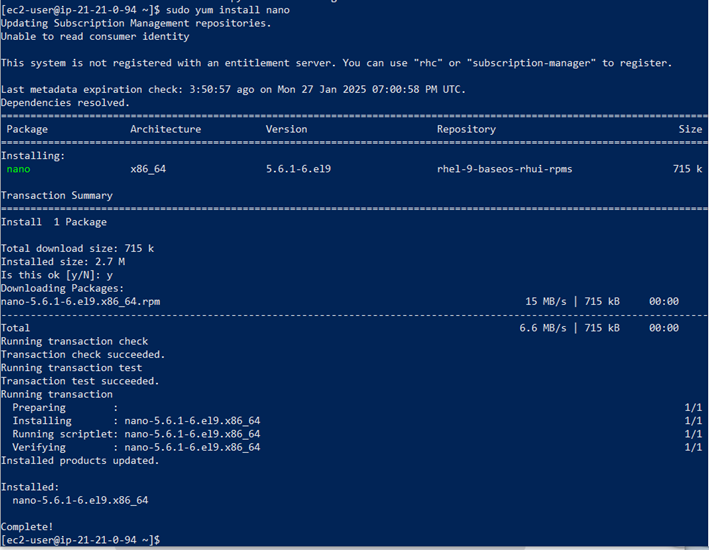 [ec2-user@ip-21-21-0-94 ~]$ sudo yum install nano
Updating Subscription Management repositories.
Unable to read consumer identity
This system is not registered with an entitlement server. You can use "rhc" or "subscription-manager" to register.
Last metadata expiration check: 3:50:57 ago on Mon 27 Jan 2025 07:00:58 PM UTC.
Dependencies resolved.
Package Architecture Version Repository Size
Installing:
nano x86_64 5.6.1-6.el9 rhel-9-baseos-rhui-rpms 715 k
Transaction Summary
Install 1 Package
Total download size: 715 k
Installed size: 2.7 M
Is this ok [y/N]: y
Downloading Packages:
nano-5.6.1-6.el9.x86_64.rpm 15 MB/s | 715 kB 00:00
Total 6.6 MB/s | 715 kB 00:00
Running transaction check
Transaction check succeeded.
Running transaction test
Transaction test succeeded.
Running transaction
Preparing : 1/1
Installing : nano-5.6.1-6.el9.x86_64 1/1
Running scriptlet: nano-5.6.1-6.el9.x86_64 1/1
Verifying : nano-5.6.1-6.el9.x86_64 1/1
Installed products updated.
Installed:
nano-5.6.1-6.el9.x86_64
Complete!
[ec2-user@ip-21-21-0-94 ~]$